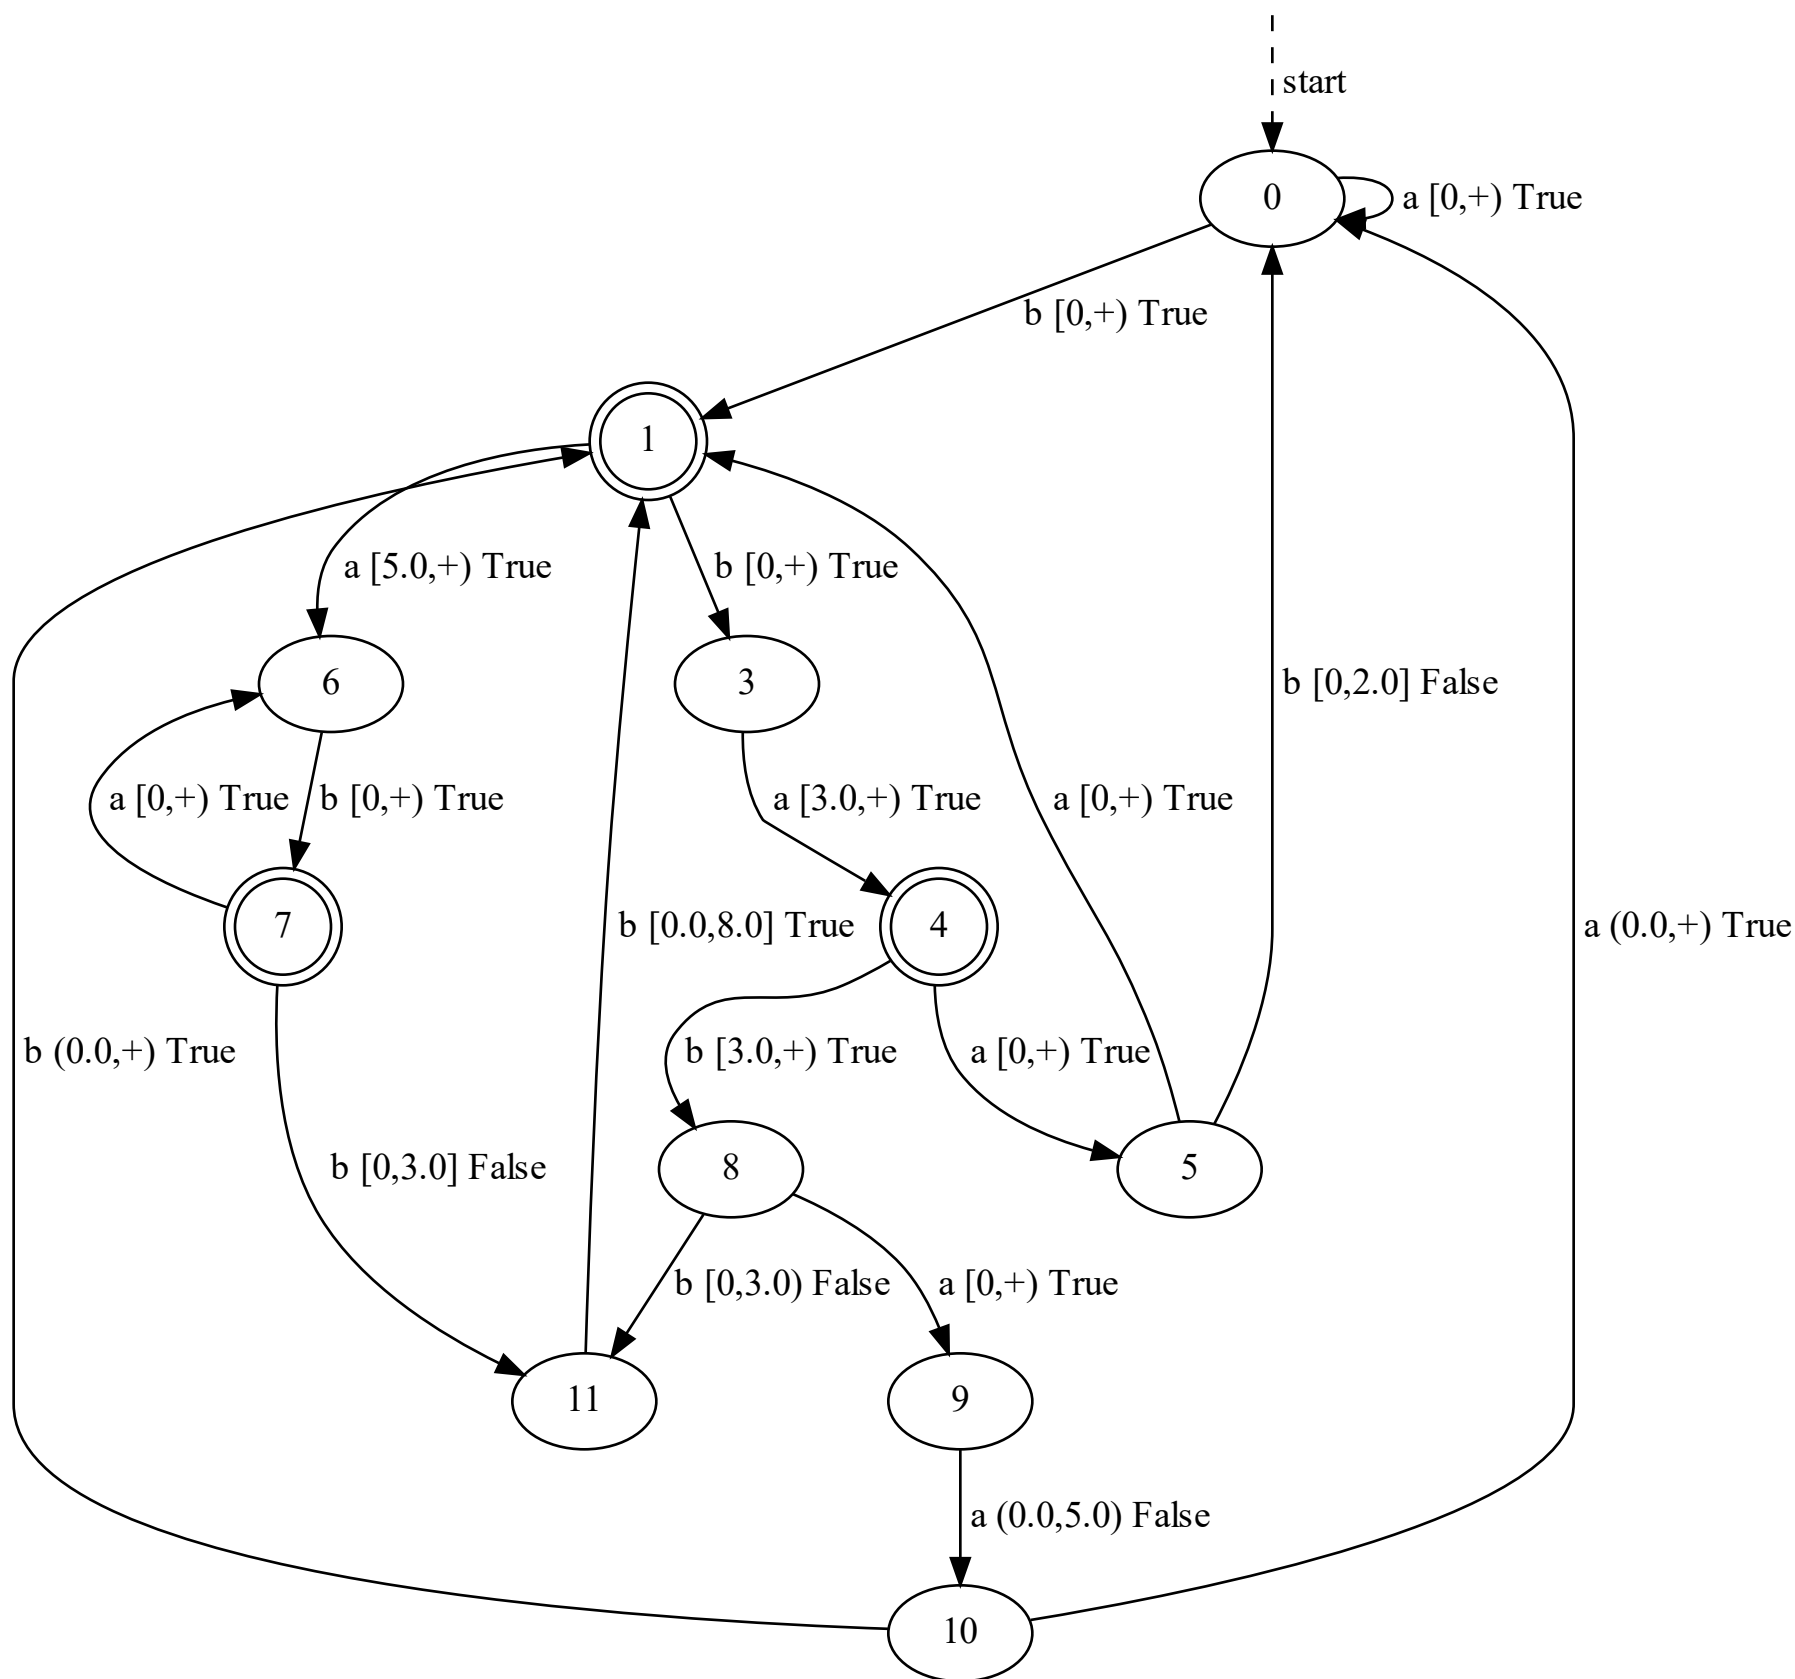 start
0
a [0,+) True
b [0,+) True
1
a [5.0,+) True
b [0,+) True
6
3
b [0,2.0] False
a [0,+) True
b [0,+) True
a [3.0,+) True
a [0,+) True
7
b [0.0,8.0] True
4
a (0.0,+) True
b (0.0,+) True
b [3.0,+) True
a [0,+) True
b [0,3.0] False
8
5
b [0,3.0) False
a [0,+) True
11
9
a (0.0,5.0) False
10